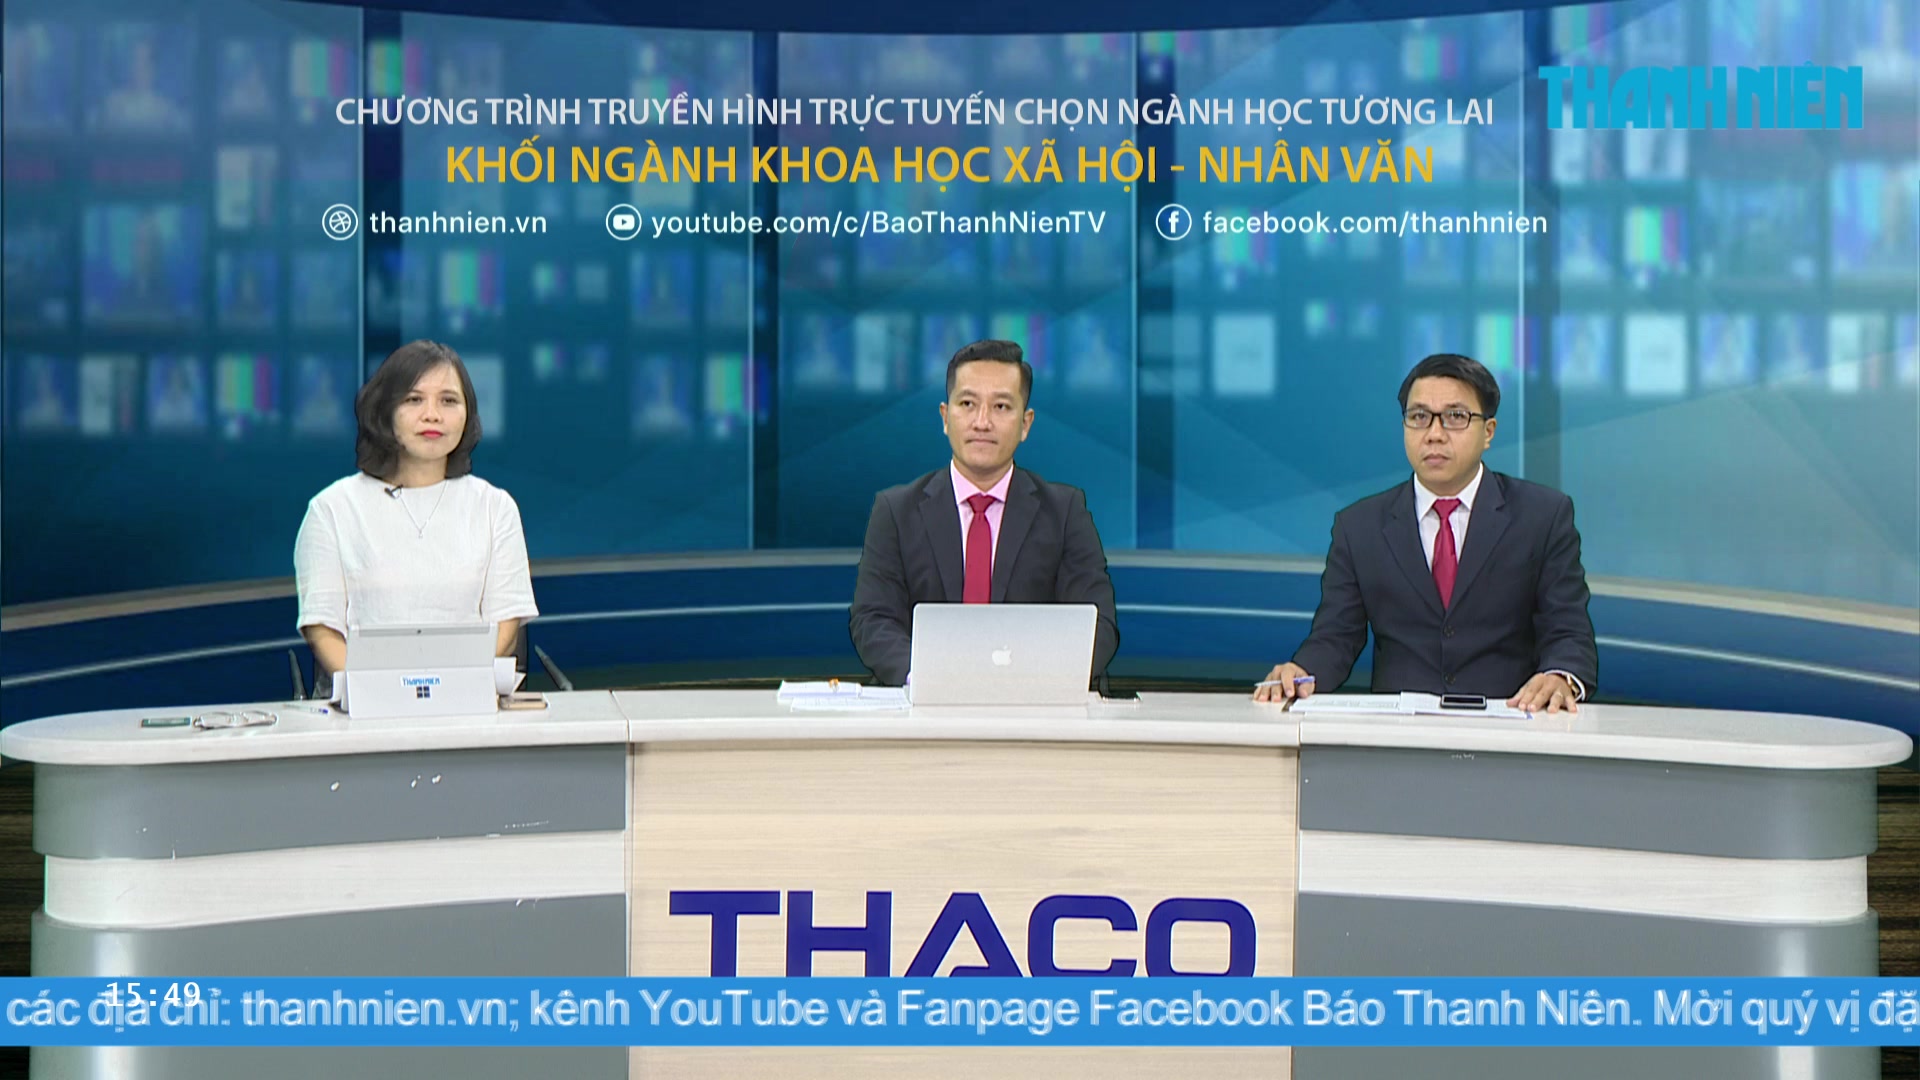 THANH NIÊN
CHƯƠNG TRÌNH TRUYỀN HÌNH TRỰC TUYẾN CHỌN NGÀNH HỌC TƯƠNG LAI
KHỐI NGÀNH KHOA HỌC XÃ HỘI - NHÂN VĂN
thanhnien.vn
youtube.com/c/BaoThanhNienTV
facebook.com/thanhnien
THANH NIÊN
THACO
15:49
các địa chỉ: thanhnien.vn; kênh YouTube và Fanpage Facebook Báo Thanh Niên. Mời quý vị đặ